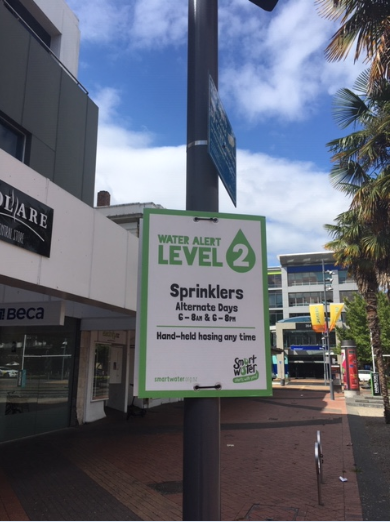 WATER ALERT
LEVEL 2
Sprinklers
Alternate Days
6 – 8AM & 6 – 8PM
Hand-held hosing any time
smartwater
Smart
Water
BECA